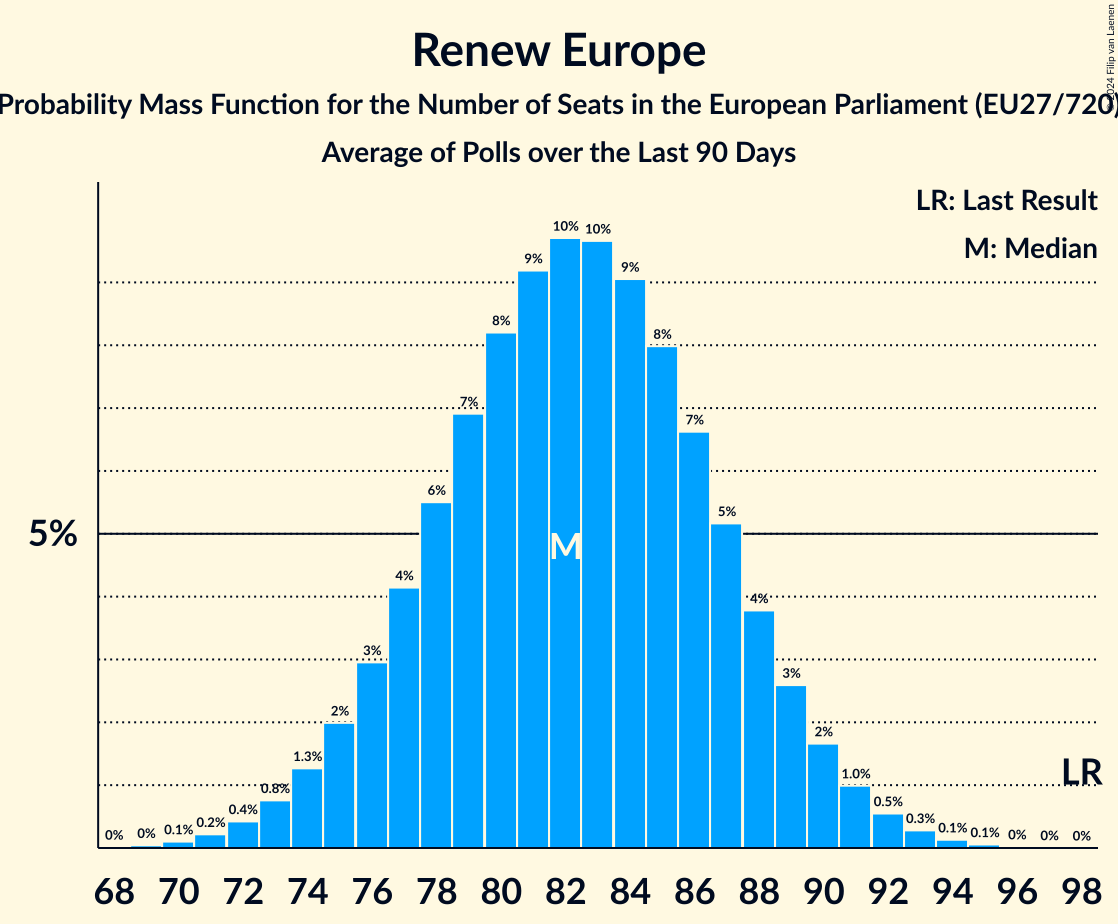 Renew Europe
Probability Mass Function for the Number of Seats in the European Parliament (EU27/720)
Average of Polls over the Last 90 Days
LR: Last Result
M: Median
0% 0% 0.1% 0.2% 0.4% 0.8% 1.3% 2% 3% 4% 6% 7% 8% 9% 10% 10% 9% 8% 7% 5% 4% 3% 2% 1.0% 0.5% 0.3% 0.1% 0.1% 0% 0% 0%
5%
M
LR
68 70 72 74 76 78 80 82 84 86 88 90 92 94 96 98
2024 Filip van Laenen